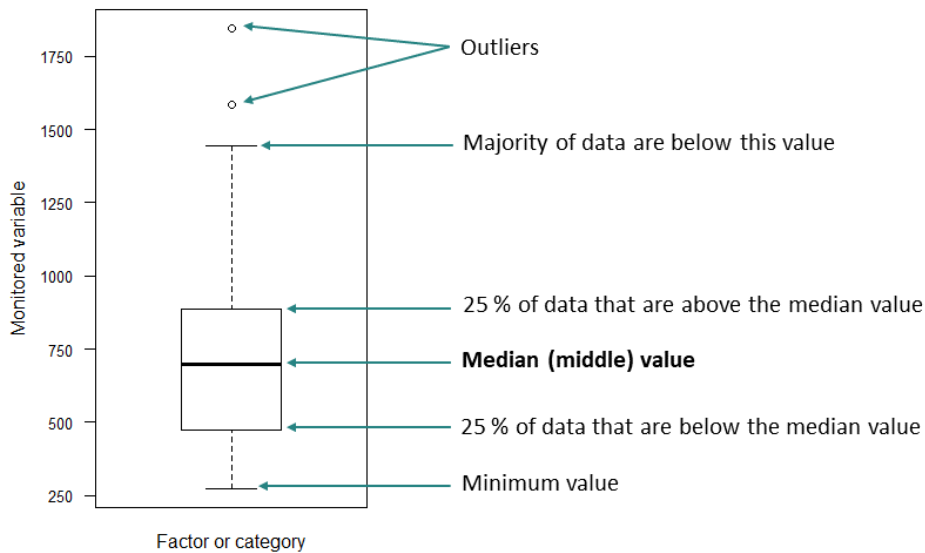 Outliers
1750
1500
Majority of data are below this value
1250
Monitored variable
1000
25 % of data that are above the median value
750
Median (middle) value
500
25 % of data that are below the median value
250
Minimum value
Factor or category